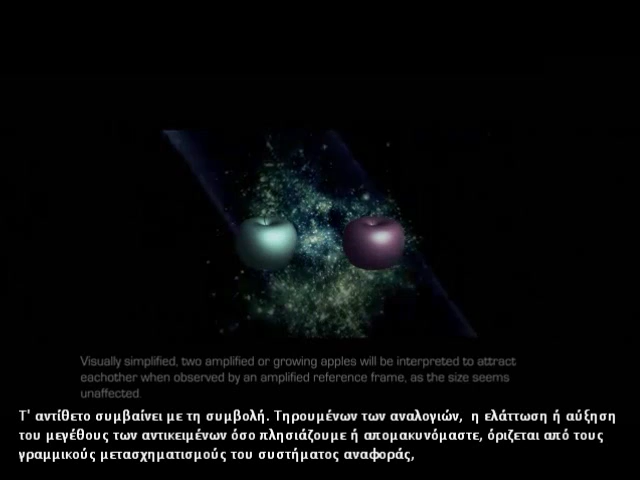 Visually simplified, two amplified or growing apples will be interpreted to attract
eachother when observed by an amplified reference frame, as the size seems
unaffected.
Τ' αντίθετο συμβαίνει με τη συμβολή. Τηρουμένων των αναλογιών, η ελάττωση ή αύξηση
του μεγέθους των αντικειμένων όσο πλησιάζουμε ή απομακυνόμαστε, όριζεται από τους
γραμμικούς μετασχηματισμούς του συστήματος αναφοράς,